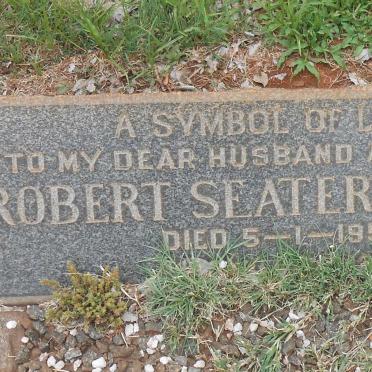 A SYMBOL OF L
TO MY DEAR HUSBAND A
ROBERT SEATER
DIED 5-1-195